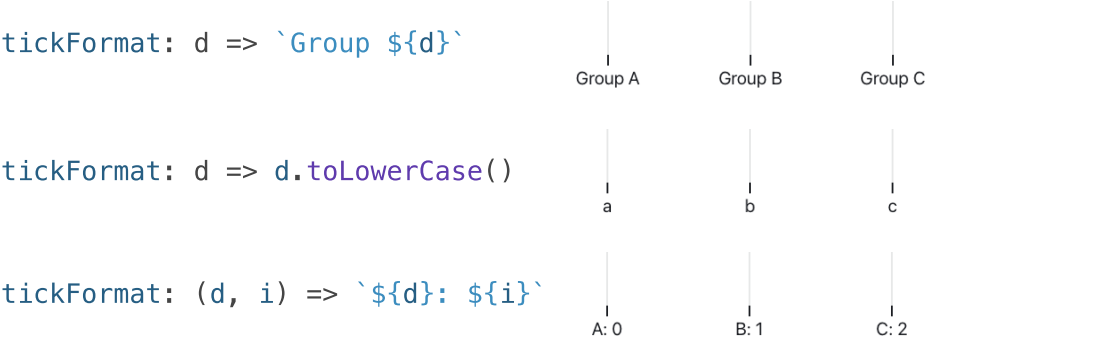 tickFormat: d => `Group ${d}`
Group A Group B Group C
tickFormat: d => d.toLowerCase()
a b c
tickFormat: (d, i) => `${d}: ${i}`
A: 0 B: 1 C: 2